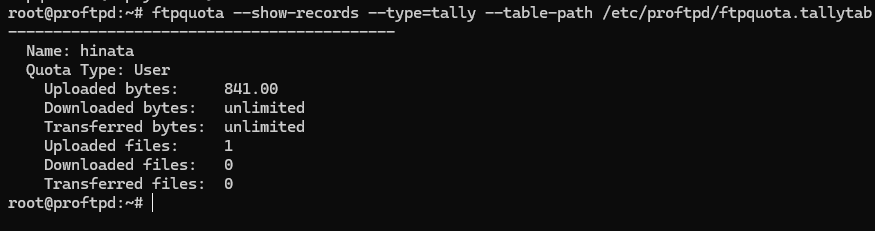 root@proftpd:~# ftpquota --show-records --type=tally --table-path /etc/proftpd/ftpquota.tallytab
-------------------------------------------
  Name: hinata
  Quota Type: User
    Uploaded bytes:     841.00
    Downloaded bytes:   unlimited
    Transferred bytes:  unlimited
    Uploaded files:     1
    Downloaded files:   0
    Transferred files:  0
root@proftpd:~#